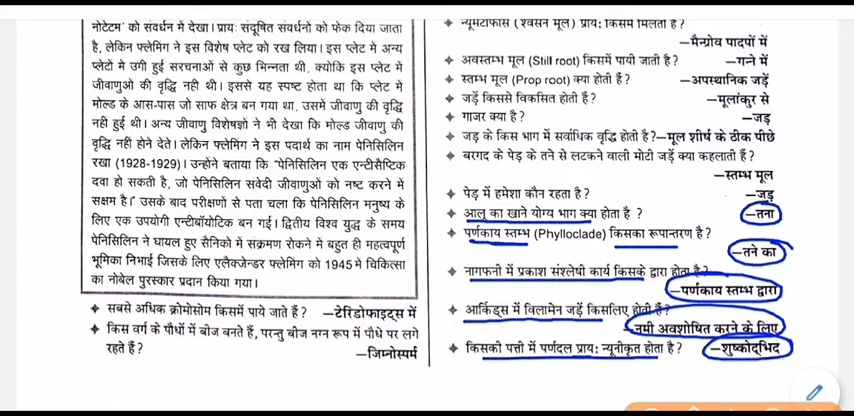 नोटेटम' को संवर्धन में देखा। प्रायः संदूषित संवर्धनो को फेक दिया जाता
है, लेकिन फ्लेमिंग ने इस विशेष प्लेट को रख लिया। इस प्लेट मे अन्य
प्लेटो मे उगी हुई सरचनाओं से कुछ भिन्नता थी, क्योकि इस प्लेट मे
जीवाणुओ की वृद्धि नही थी। इससे यह स्पष्ट होता था कि प्लेट मे
मोल्ड के आस-पास जो साफ क्षेत्र बन गया था, उसमे जीवाणु की वृद्धि
नही हुई थी। अन्य जीवाणु विशेषज्ञो ने भी देखा कि मोल्ड जीवाणु की
वृद्धि नही होने देते। लेकिन फ्लेमिंग ने इस पदार्थ का नाम पेनिसिलिन
रखा (1928-1929)। उन्होने बताया कि "पेनिसिलिन एक एन्टीसैप्टिक
दवा हो सकती है, जो पेनिसिलिन सवेदी जीवाणुओं को नष्ट करने में
सक्षम है।" उसके बाद परीक्षणों से पता चला कि पेनिसिलिन मनुष्य के
लिए एक उपयोगी एन्टीबॉयोटिक बन गई। द्वितीय विश्व युद्ध के समय
पेनिसिलिन ने घायल हुए सैनिको में संक्रमण रोकने में बहुत ही महत्वपूर्ण
भूमिका निभाई जिसके लिए एलैक्जेन्डर फ्लेमिंग को 1945 मे चिकित्सा
का नोबेल पुरस्कार प्रदान किया गया।
❖ सबसे अधिक क्रोमोसोम किसमें पाये जाते हैं? –टेरिडोफाइट्स में
❖ किस वर्ग के पौधों में बीज बनते हैं, परन्तु बीज नग्न रूप में पौधे पर लगे
रहते हैं? –जिम्नोस्पर्म
❖ न्यूमेटाफोस (श्वसन मूल) प्रायः किसमें मिलती है?
–मैन्ग्रोव पादपों में
❖ अवस्तम्भ मूल (Still root) किसमें पायी जाती है? –गन्ने में
❖ स्तम्भ मूल (Prop root) क्या होती हैं? –अपस्थानिक जड़ें
❖ जड़ें किससे विकसित होती हैं? –मूलांकुर से
❖ गाजर क्या है? –जड़
❖ जड़ के किस भाग में सर्वाधिक वृद्धि होती है?–मूल शीर्ष के ठीक पीछे
❖ बरगद के पेड़ के तने से लटकने वाली मोटी जड़ें क्या कहलाती हैं?
–स्तम्भ मूल
❖ पेड़ में हमेशा कौन रहता है? –जड़
❖ आलू का खाने योग्य भाग क्या होता है ? –तना
❖ पर्णकाय स्तम्भ (Phylloclade) किसका रूपान्तरण है?
–तने का
❖ नागफनी में प्रकाश संश्लेषी कार्य किसके द्वारा होता है?
–पर्णकाय स्तम्भ द्वारा
❖ आर्किड्स में विलामेन जड़ें किसलिए होती हैं?
–नमी अवशोषित करने के लिए
❖ किसकी पत्ती में पर्णदल प्रायः न्यूनीकृत होता है? –शुष्कोद्भिद